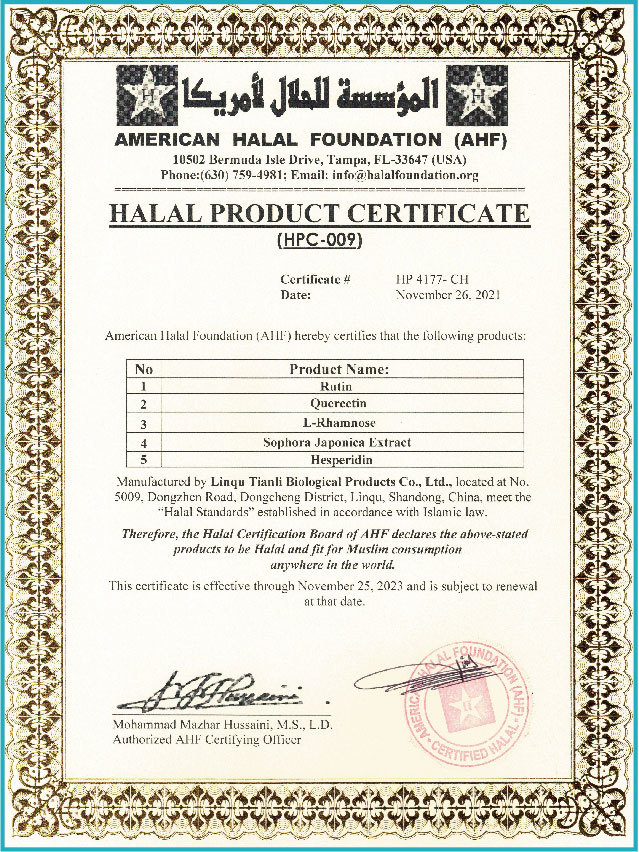 H
المؤسسة للحلال لأمريكا
H
AMERICAN HALAL FOUNDATION (AHF)
10502 Bermuda Isle Drive, Tampa, FL-33647 (USA)
Phone:(630) 759-4981; Email: info@halalfoundation.org
HALAL PRODUCT CERTIFICATE
(HPC-009)
Certificate # HP 4177- CH
Date: November 26, 2021
American Halal Foundation (AHF) hereby certifies that the following products:
No Product Name:
1 Rutin
2 Quercetin
3 L-Rhamnose
4 Sophora Japonica Extract
5 Hesperidin
Manufactured by Linqu Tianli Biological Products Co., Ltd., located at No.
5009, Dongzhen Road, Dongcheng District, Linqu, Shandong, China, meet the
“Halal Standards” established in accordance with Islamic law.
Therefore, the Halal Certification Board of AHF declares the above-stated
products to be Halal and fit for Muslim consumption
anywhere in the world.
This certificate is effective through November 25, 2023 and is subject to renewal
at that date.
Mohammad Mazhar Hussaini, M.S., L.D.
Authorized AHF Certifying Officer
AMERICAN HALAL FOUNDATION (AHF)
CERTIFIED HALAL
H